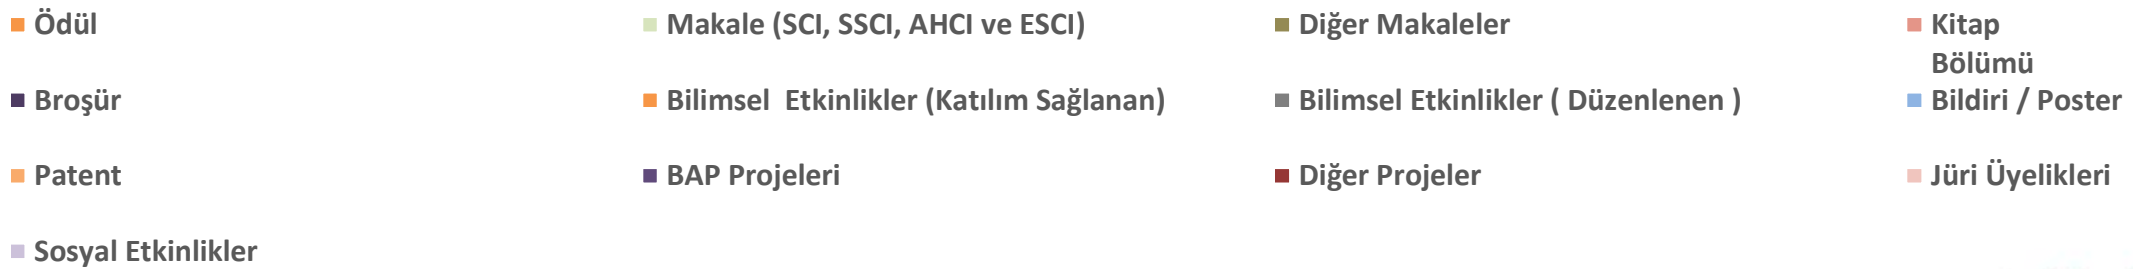 Ödül
Makale (SCI, SSCI, AHCI ve ESCI)
Diğer Makaleler
Kitap
Bölümü
Broşür
Bilimsel  Etkinlikler (Katılım Sağlanan)
Bilimsel Etkinlikler ( Düzenlenen )
Bildiri / Poster
Patent
BAP Projeleri
Diğer Projeler
Jüri Üyelikleri
Sosyal Etkinlikler